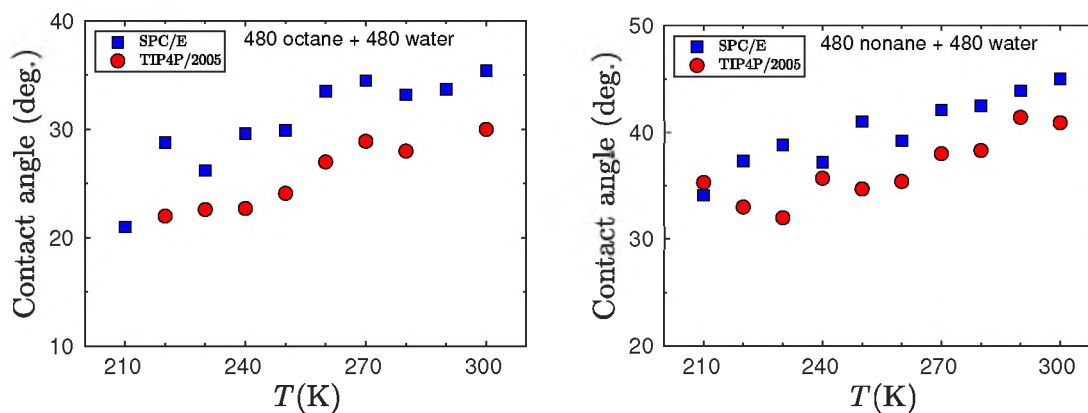 Contact angle (deg.)
40
30
20
10
SPC/E
TIP4P/2005
480 octane + 480 water
210
240
270
300
T(K)
Contact angle (deg.)
50
40
30
20
SPC/E
TIP4P/2005
480 nonane + 480 water
210
240
270
300
T(K)